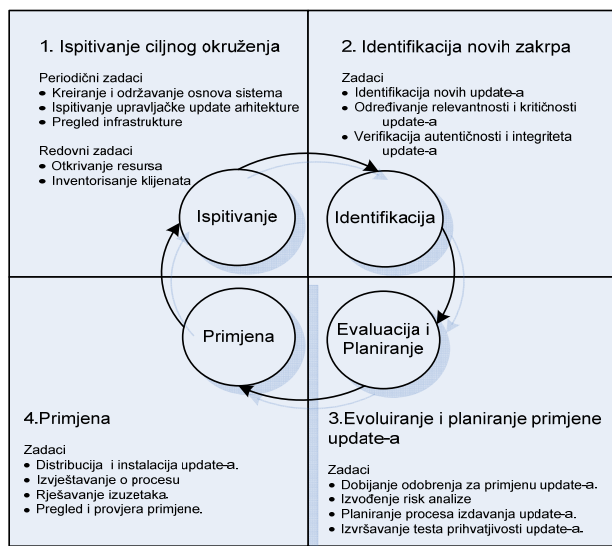 1. Ispitivanje ciljnog okruženja
Periodični zadaci
• Kreiranje i održavanje osnova sistema
• Ispitivanje upravljačke update arhitekture
• Pregled infrastrukture
Redovni zadaci
• Otkrivanje resursa
• Inventorisanje klijenata
2. Identifikacija novih zakrpa
Zadaci
• Identifikacija novih update-a
• Određivanje relevantnosti i kritičnosti
update-a
• Verifikacija autentičnosti i integriteta
update-a
Ispitivanje
Identifikacija
Primjena
Evaluacija i
Planiranje
4.Primjena
Zadaci
• Distribucija i instalacija update-a.
• Izvještavanje o procesu
• Rješavanje izuzetaka.
• Pregled i provjera primjene.
3.Evoluiranje i planiranje primjene
update-a
Zadaci
• Dobijanje odobrenja za primjenu update-a.
• Izvođenje risk analize
• Planiranje procesa izdavanja update-a.
• Izvršavanje testa prihvatjivosti update-a.